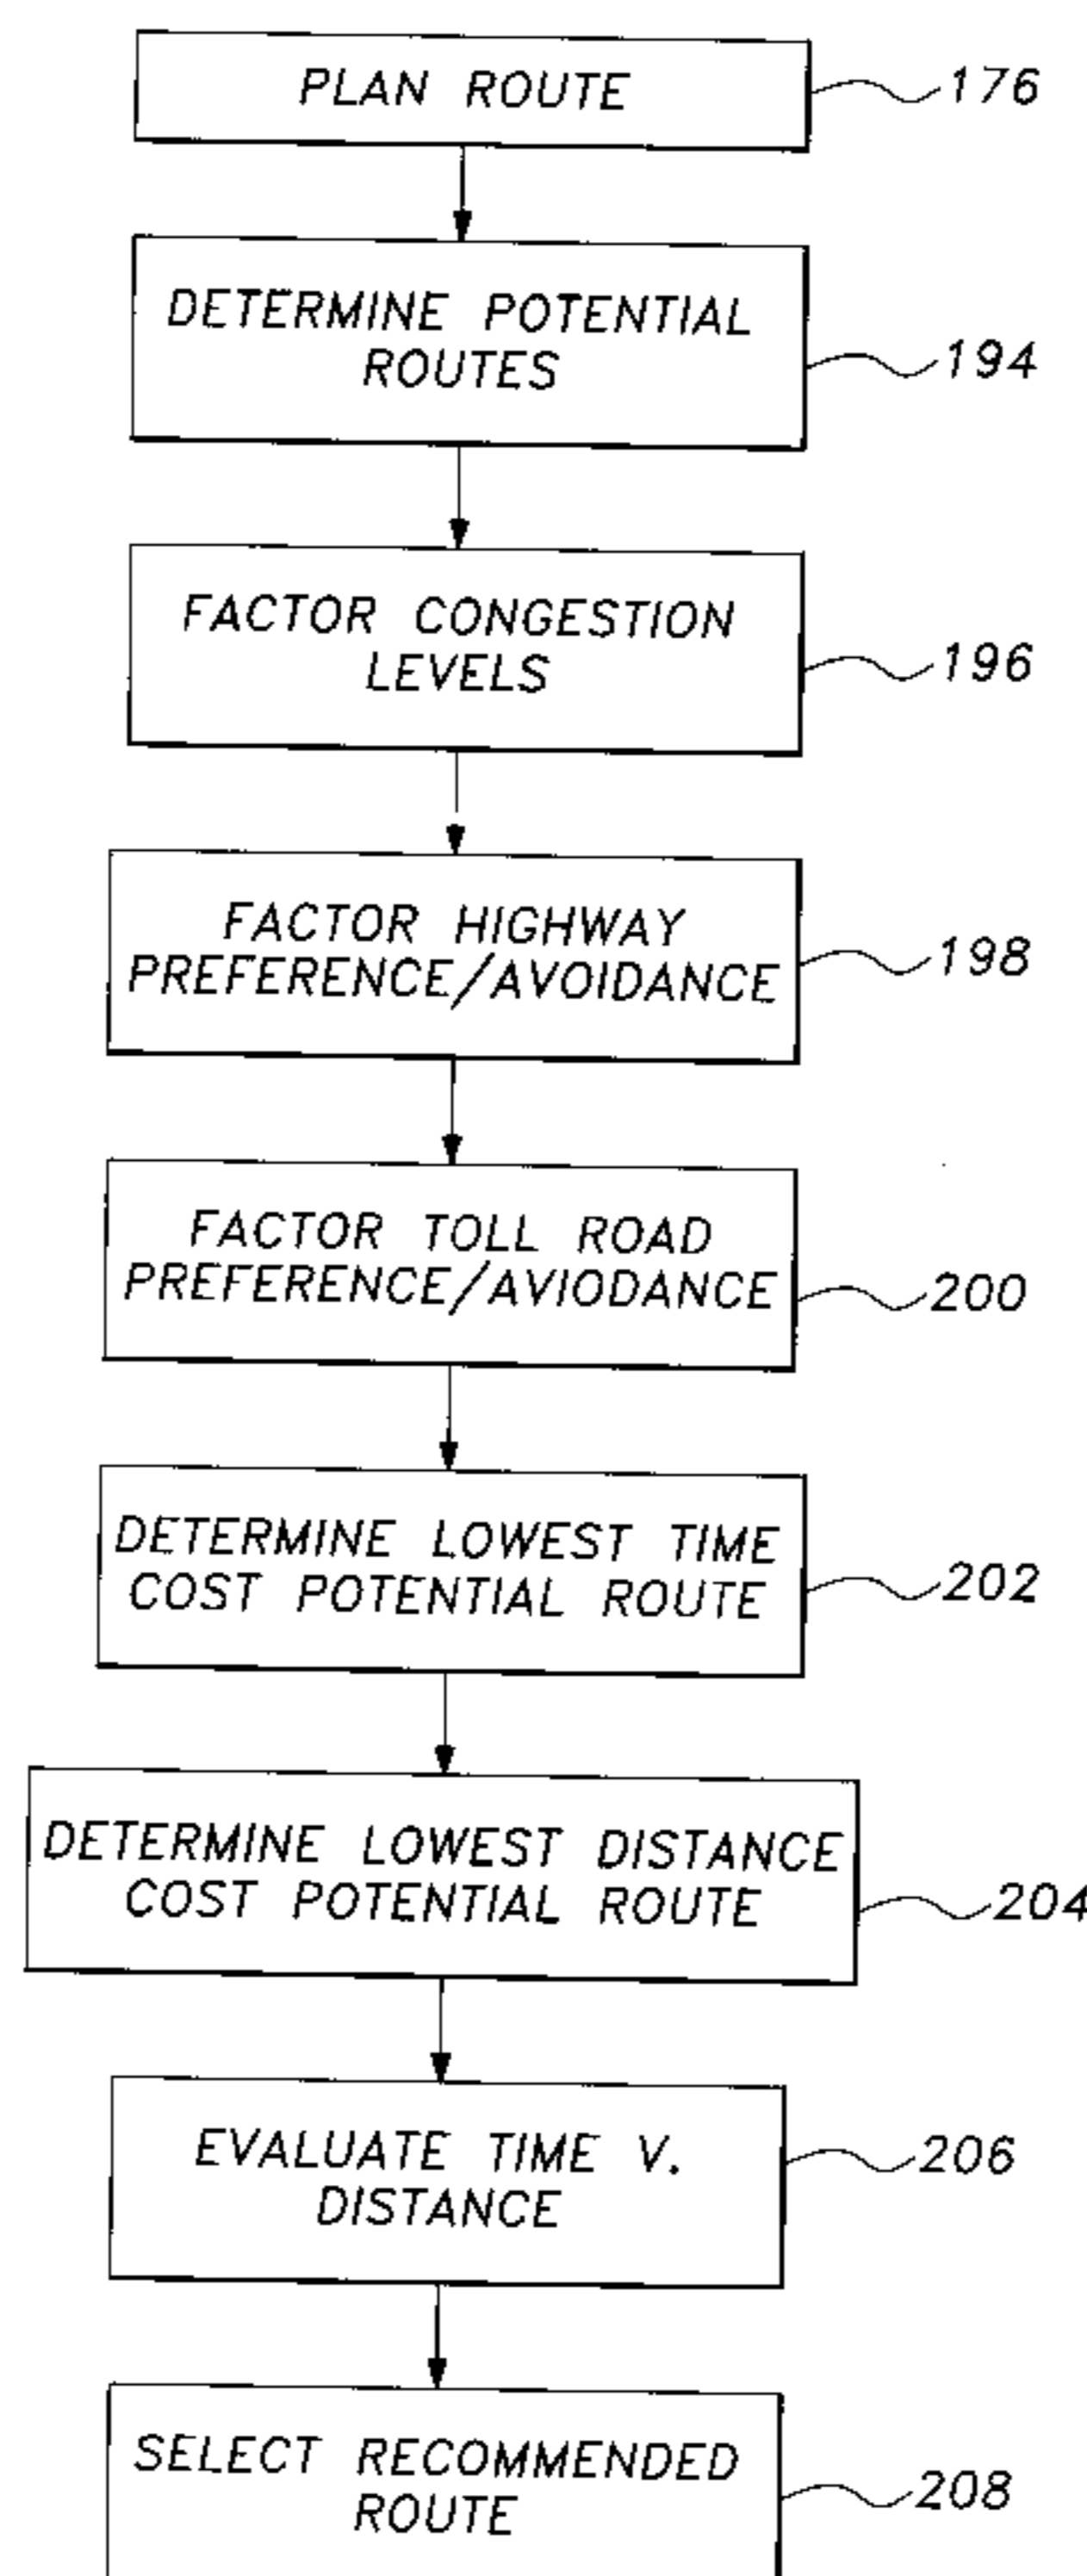 PLAN ROUTE
176
DETERMINE POTENTIAL
ROUTES
194
FACTOR CONGESTION
LEVELS
196
FACTOR HIGHWAY
PREFERENCE/AVOIDANCE
198
FACTOR TOLL ROAD
PREFERENCE/AVIODANCE
200
DETERMINE LOWEST TIME
COST POTENTIAL ROUTE
202
DETERMINE LOWEST DISTANCE
COST POTENTIAL ROUTE
204
EVALUATE TIME V.
DISTANCE
206
SELECT RECOMMENDED
ROUTE
208